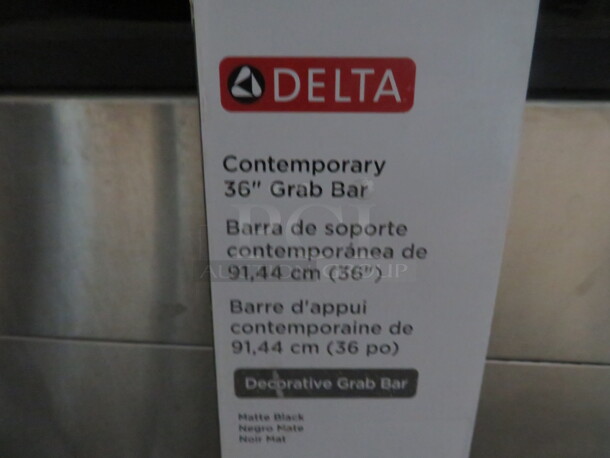 DELTA
Contemporary
36" Grab Bar
Barra de soporte
contemporánea de
91,44 cm (36")
Barre d'appui
contemporaine de
91,44 cm (36 po)
Decorative Grab Bar
Matte Black
Negro Mate
Noir Mat